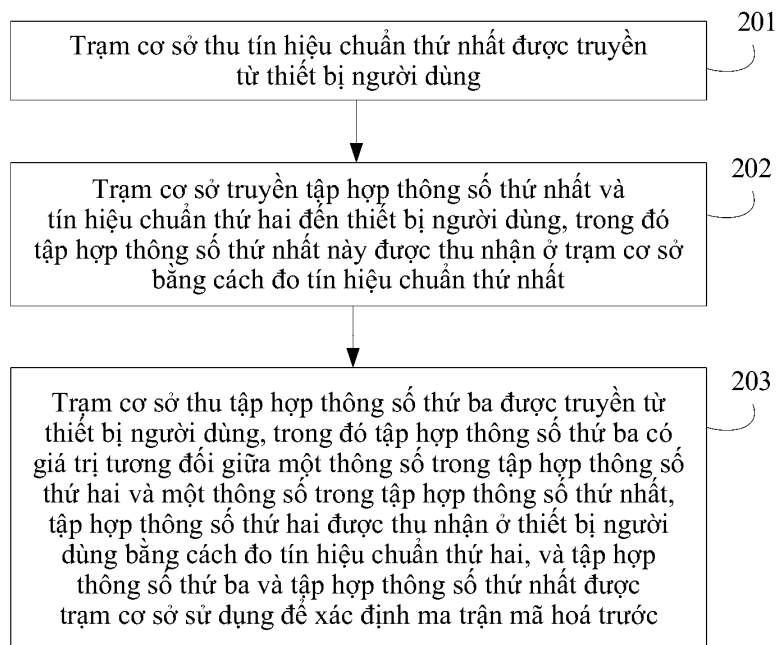 201
Trạm cơ sở thu tín hiệu chuẩn thứ nhất được truyền
từ thiết bị người dùng
202
Trạm cơ sở truyền tập hợp thông số thứ nhất và
tín hiệu chuẩn thứ hai đến thiết bị người dùng, trong đó
tập hợp thông số thứ nhất này được thu nhận ở trạm cơ sở
bằng cách đo tín hiệu chuẩn thứ nhất
203
Trạm cơ sở thu tập hợp thông số thứ ba được truyền từ
thiết bị người dùng, trong đó tập hợp thông số thứ ba có
giá trị tương đối giữa một thông số trong tập hợp thông số
thứ hai và một thông số trong tập hợp thông số thứ nhất,
tập hợp thông số thứ hai được thu nhận ở thiết bị người
dùng bằng cách đo tín hiệu chuẩn thứ hai, và tập hợp
thông số thứ ba và tập hợp thông số thứ nhất được
trạm cơ sở sử dụng để xác định ma trận mã hoá trước